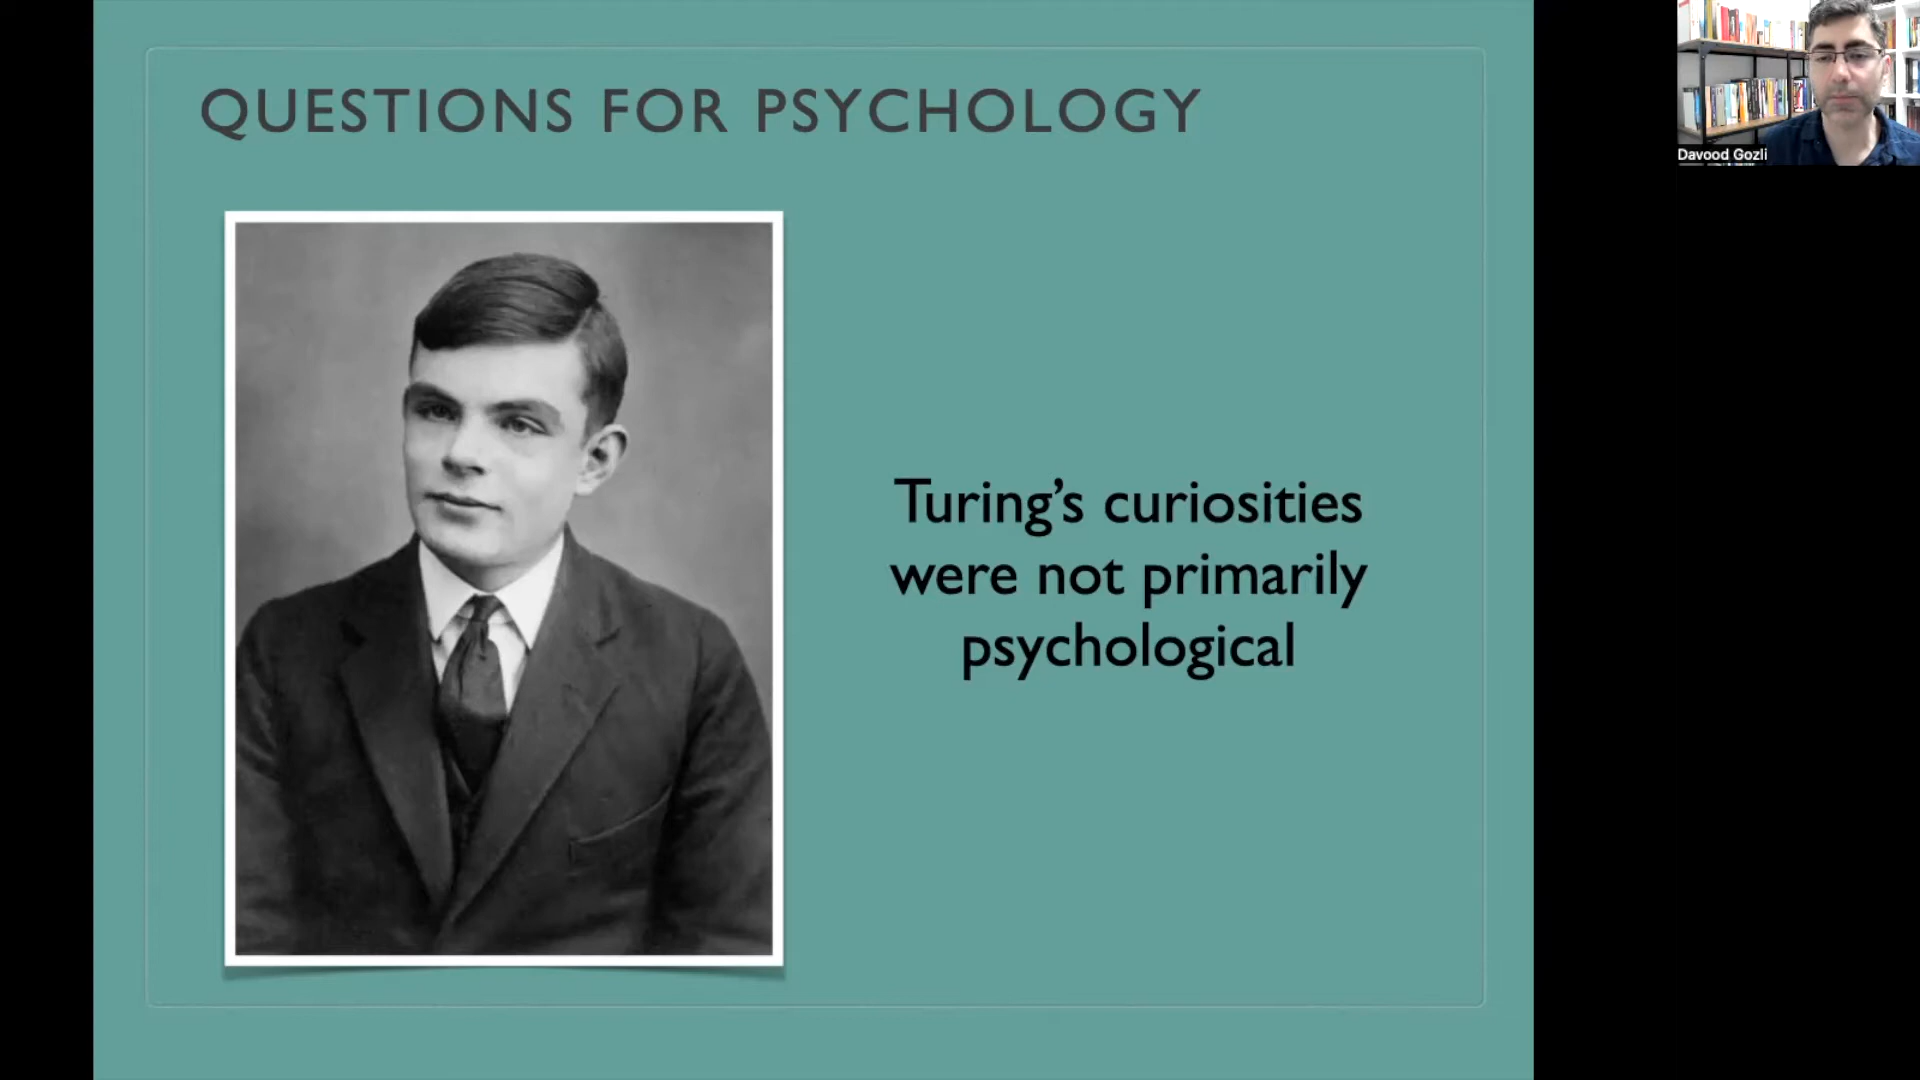 QUESTIONS FOR PSYCHOLOGY
Turing’s curiosities
were not primarily
psychological
Davood Gozli